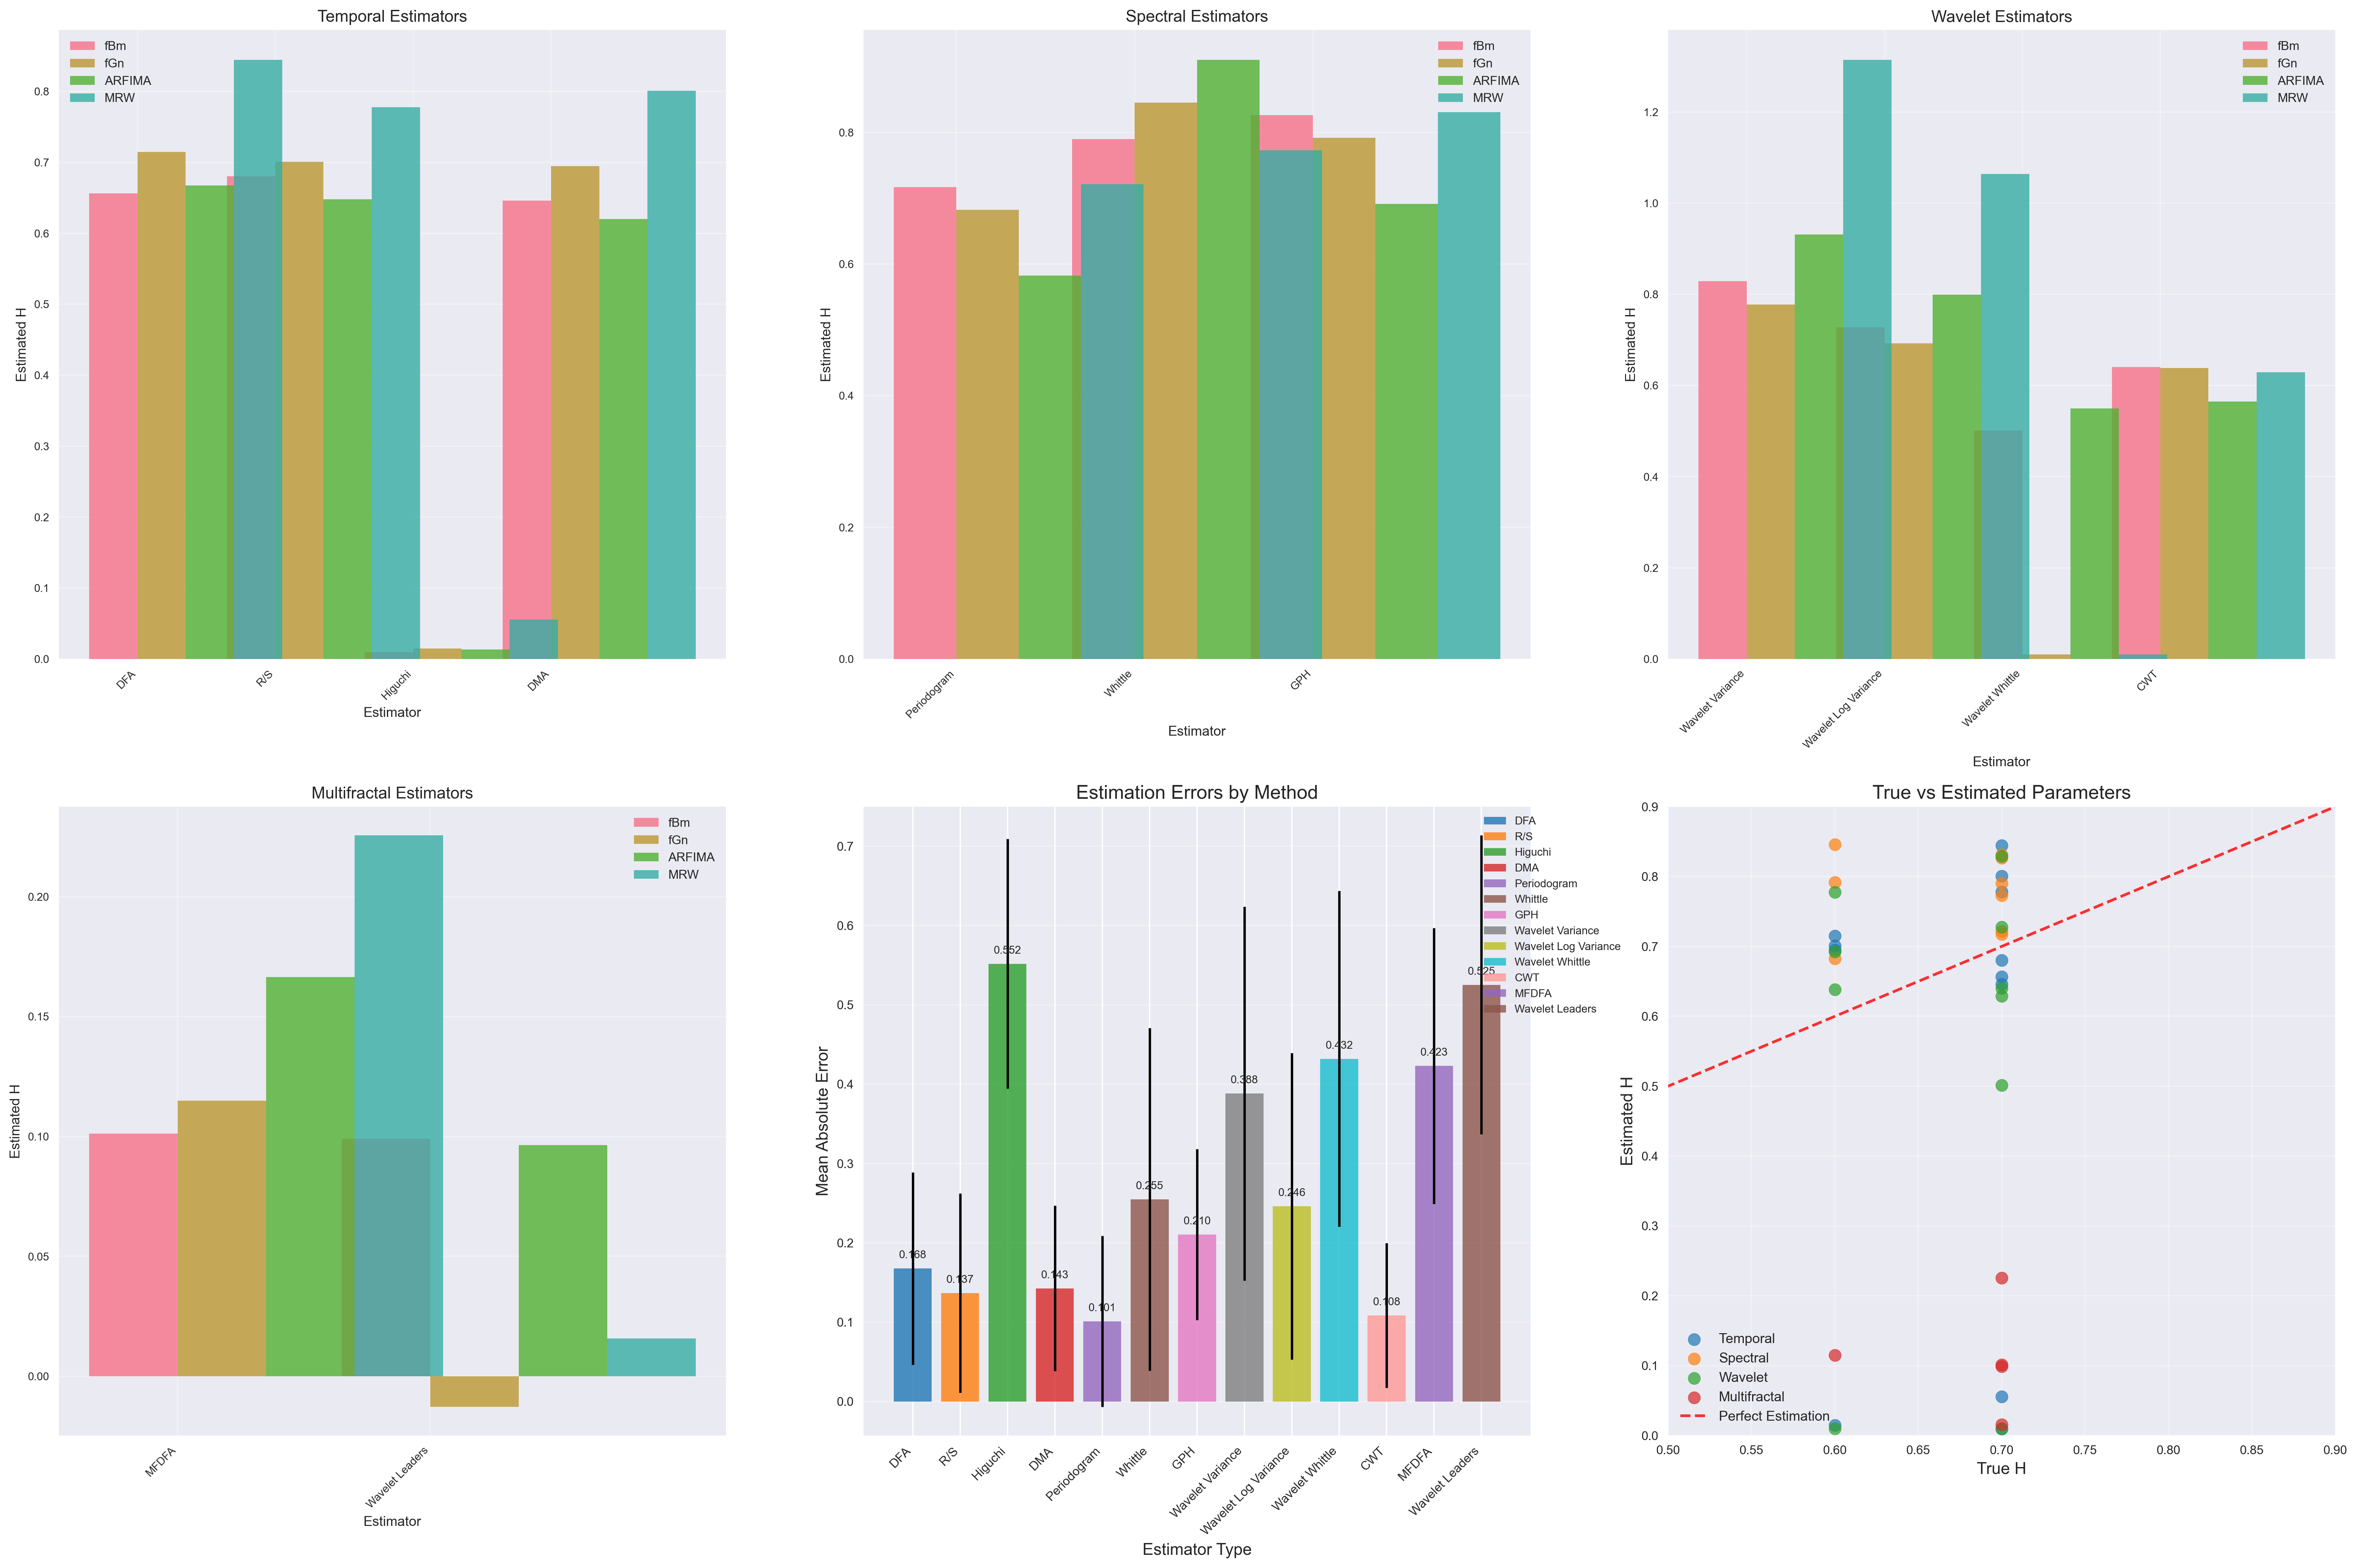 Temporal Estimators
fBm
fGn
ARFIMA
MRW
0.8
0.7
0.6
0.5
0.4
0.3
0.2
0.1
0.0
Estimated H
DFA
R/S
Higuchi
DMA
Estimator
Spectral Estimators
fBm
fGn
ARFIMA
MRW
0.8
0.6
0.4
0.2
0.0
Estimated H
Periodogram
Whittle
GPH
Estimator
Wavelet Estimators
fBm
fGn
ARFIMA
MRW
1.2
1.0
0.8
0.6
0.4
0.2
0.0
Estimated H
Wavelet Variance
Wavelet Log Variance
Wavelet Whittle
CWT
Estimator
Multifractal Estimators
fBm
fGn
ARFIMA
MRW
0.20
0.15
0.10
0.05
0.00
Estimated H
MFDFA
Wavelet Leaders
Estimator
Estimation Errors by Method
DFA
R/S
Higuchi
DMA
Periodogram
Whittle
GPH
Wavelet Variance
Wavelet Log Variance
Wavelet Whittle
CWT
MFDFA
Wavelet Leaders
0.7
0.6
0.5
0.4
0.3
0.2
0.1
0.0
Mean Absolute Error
0.168
0.137
0.552
0.143
0.101
0.255
0.210
0.388
0.246
0.432
0.108
0.423
0.525
DFA
R/S
Higuchi
DMA
Periodogram
Whittle
GPH
Wavelet Variance
Wavelet Log Variance
Wavelet Whittle
CWT
MFDFA
Wavelet Leaders
Estimator Type
True vs Estimated Parameters
0.9
0.8
0.7
0.6
0.5
0.4
0.3
0.2
0.1
0.0
Estimated H
Temporal
Spectral
Wavelet
Multifractal
Perfect Estimation
0.50
0.55
0.60
0.65
0.70
0.75
0.80
0.85
0.90
True H